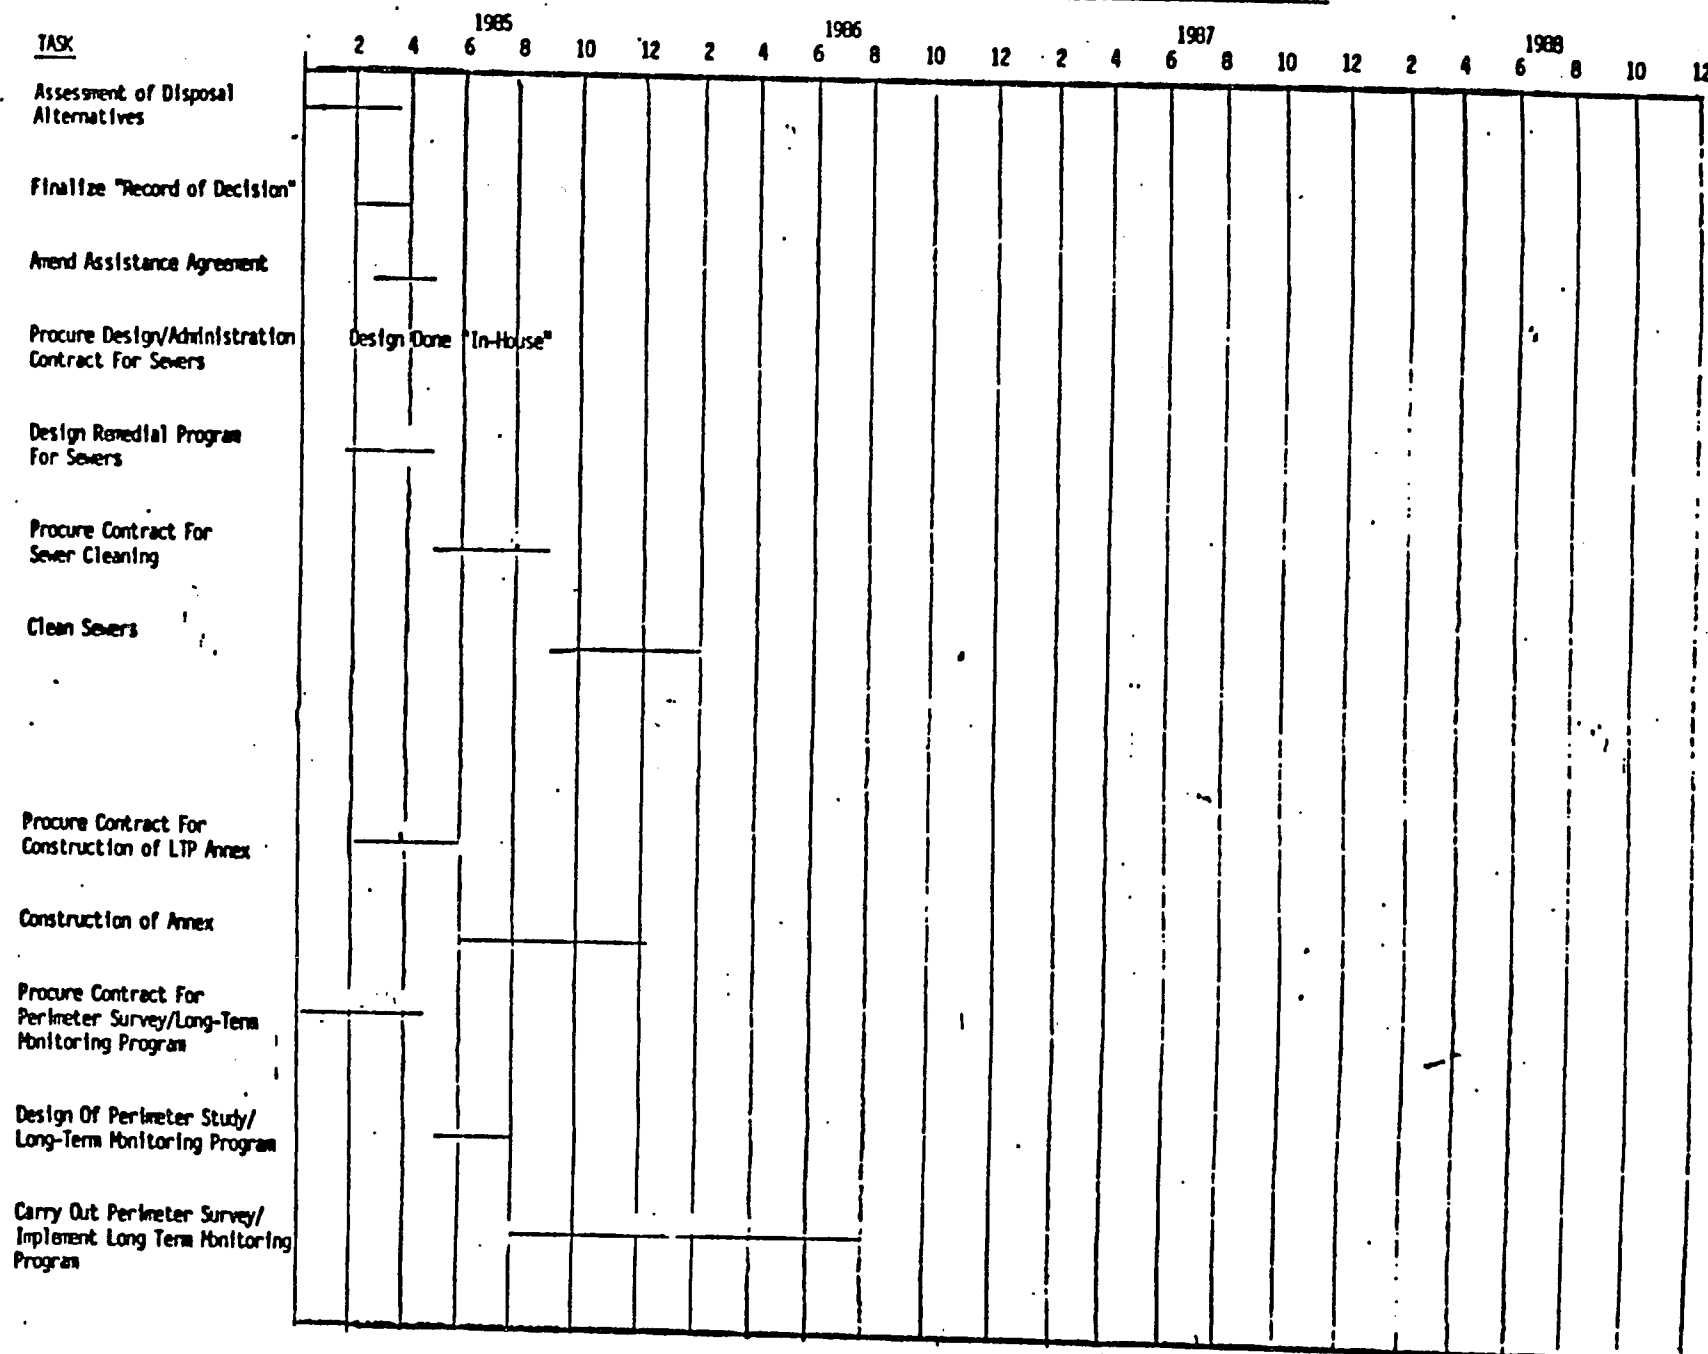 1985
1986
1987
1988
TASK 2 4 6 8 10 12 2 4 6 8 10 12 2 4 6 8 10 12 2 4 6 8 10 12
Assessment of Disposal
Alternatives
Finalize "Record of Decision"
Amend Assistance Agreement
Procure Design/Administration
Contract For Sewers
Design Done "In-House"
Design Remedial Program
For Sewers
Procure Contract For
Sewer Cleaning
Clean Sewers
Procure Contract For
Construction of LTP Annex
Construction of Annex
Procure Contract For
Perimeter Survey/Long-Term
Monitoring Program
Design Of Perimeter Study/
Long-Term Monitoring Program
Carry Out Perimeter Survey/
Implement Long Term Monitoring
Program